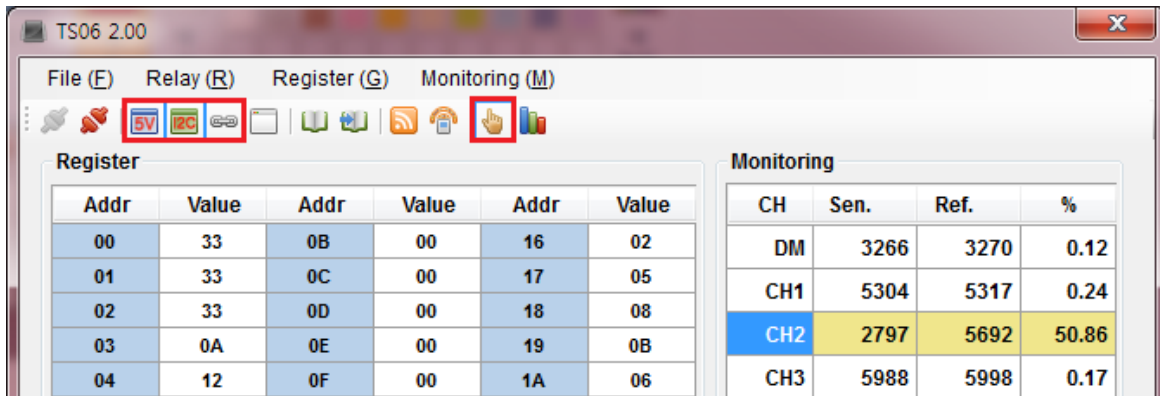 TS06 2.00
File (F) Relay (R) Register (G) Monitoring (M)
5V I2C
Register Monitoring
Addr Value Addr Value Addr Value CH Sen. Ref. %
00 33 0B 00 16 02 DM 3266 3270 0.12
01 33 0C 00 17 05 CH1 5304 5317 0.24
02 33 0D 00 18 08 CH2 2797 5692 50.86
03 0A 0E 00 19 0B CH3 5988 5998 0.17
04 12 0F 00 1A 06